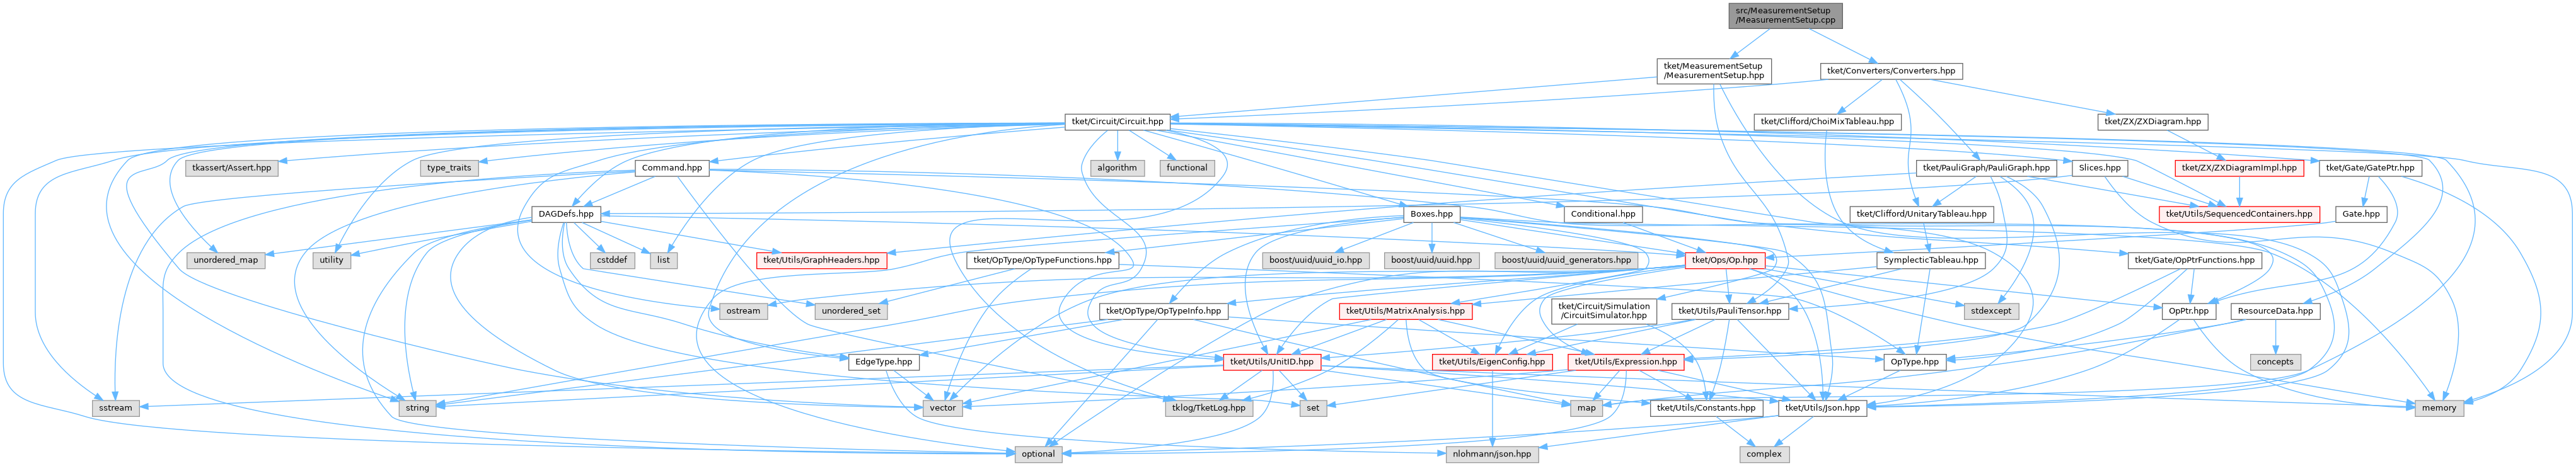 src/MeasurementSetup
/MeasurementSetup.cpp
tket/MeasurementSetup
/MeasurementSetup.hpp
tket/Converters/Converters.hpp
tket/Circuit/Circuit.hpp
tket/Clifford/ChoiMixTableau.hpp
tket/ZX/ZXDiagram.hpp
tkassert/Assert.hpp
type_traits
Command.hpp
algorithm
functional
tket/PauliGraph/PauliGraph.hpp
Slices.hpp
tket/ZX/ZXDiagramImpl.hpp
tket/Gate/GatePtr.hpp
DAGDefs.hpp
Boxes.hpp
Conditional.hpp
tket/Clifford/UnitaryTableau.hpp
tket/Utils/SequencedContainers.hpp
Gate.hpp
unordered_map
utility
cstddef
list
tket/Utils/GraphHeaders.hpp
tket/OpType/OpTypeFunctions.hpp
boost/uuid/uuid_io.hpp
boost/uuid/uuid.hpp
boost/uuid/uuid_generators.hpp
tket/Ops/Op.hpp
SymplecticTableau.hpp
tket/Gate/OpPtrFunctions.hpp
ostream
unordered_set
tket/OpType/OpTypeInfo.hpp
tket/Utils/MatrixAnalysis.hpp
tket/Circuit/Simulation
/CircuitSimulator.hpp
tket/Utils/PauliTensor.hpp
stdexcept
OpPtr.hpp
ResourceData.hpp
EdgeType.hpp
tket/Utils/UnitID.hpp
tket/Utils/EigenConfig.hpp
tket/Utils/Expression.hpp
OpType.hpp
concepts
sstream
string
vector
tklog/TketLog.hpp
set
map
tket/Utils/Constants.hpp
tket/Utils/Json.hpp
memory
optional
nlohmann/json.hpp
complex